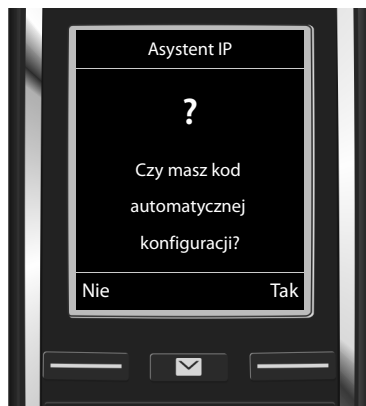 Asystent IP
?
Czy masz kod
automatycznej
konfiguracji?
Nie Tak